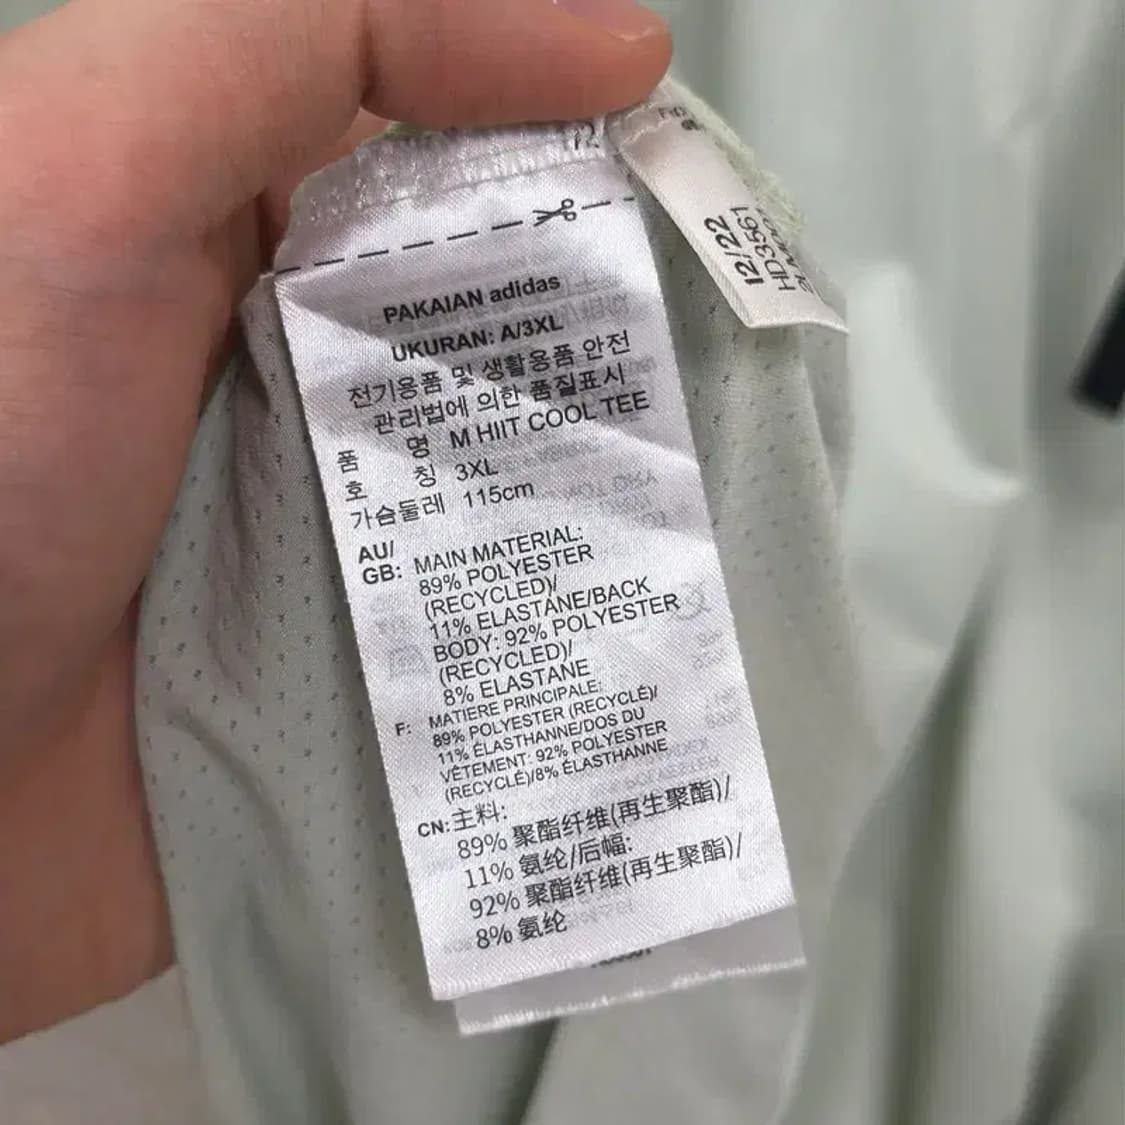 PAKAIAN adidas
UKURAN: A/3XL
전기용품 및 생활용품 안전
관리법에 의한 품질표시
품 명 M HIIT COOL TEE
호 칭 3XL
가슴둘레 115cm
AU/
GB: MAIN MATERIAL:
89% POLYESTER
(RECYCLED)/
11% ELASTANE/BACK
BODY: 92% POLYESTER
(RECYCLED)/
8% ELASTANE
F: MATIERE PRINCIPALE:
89% POLYESTER (RECYCLÉ)/
11% ÉLASTHANNE/DOS DU
VÊTEMENT: 92% POLYESTER
(RECYCLÉ)/8% ÉLASTHANNE
CN: 主料:
89% 聚酯纤维(再生聚酯)/
11% 氨纶/后幅:
92% 聚酯纤维(再生聚酯)/
8% 氨纶
12/22
HD3561